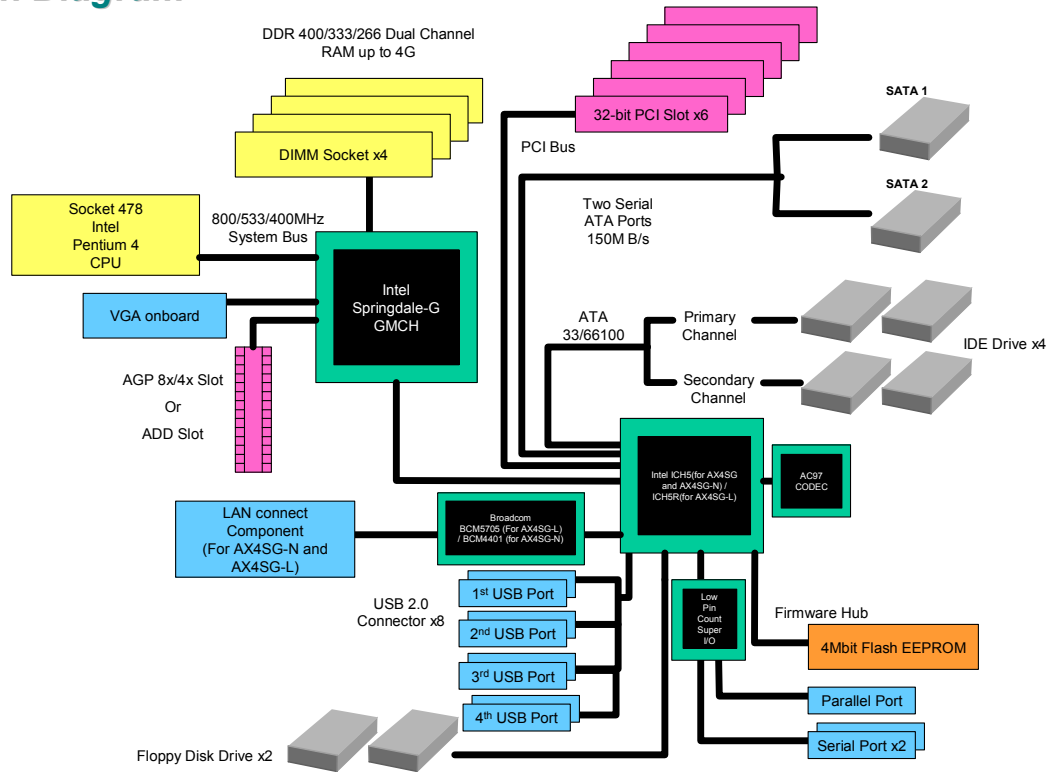 DDR 400/333/266 Dual Channel
RAM up to 4G
32-bit PCI Slot x6
SATA 1
PCI Bus
DIMM Socket x4
SATA 2
Socket 478
Intel
Pentium 4
CPU
800/533/400MHz
System Bus
Two Serial
ATA Ports
150M B/s
Intel
Springdale-G
GMCH
VGA onboard
ATA
33/66100
Primary
Channel
IDE Drive x4
Secondary
Channel
AGP 8x/4x Slot
Or
ADD Slot
Intel ICH5(for AX4SG
and AX4SG-N) /
ICH5R(for AX4SG-L)
AC97
CODEC
LAN connect
Component
(For AX4SG-N and
AX4SG-L)
Broadcom
BCM5705 (For AX4SG-L)
/ BCM4401 (for AX4SG-N)
USB 2.0
Connector x8
1st USB Port
2nd USB Port
3rd USB Port
4th USB Port
Low
Pin
Count
Super
I/O
Firmware Hub
4Mbit Flash EEPROM
Parallel Port
Serial Port x2
Floppy Disk Drive x2